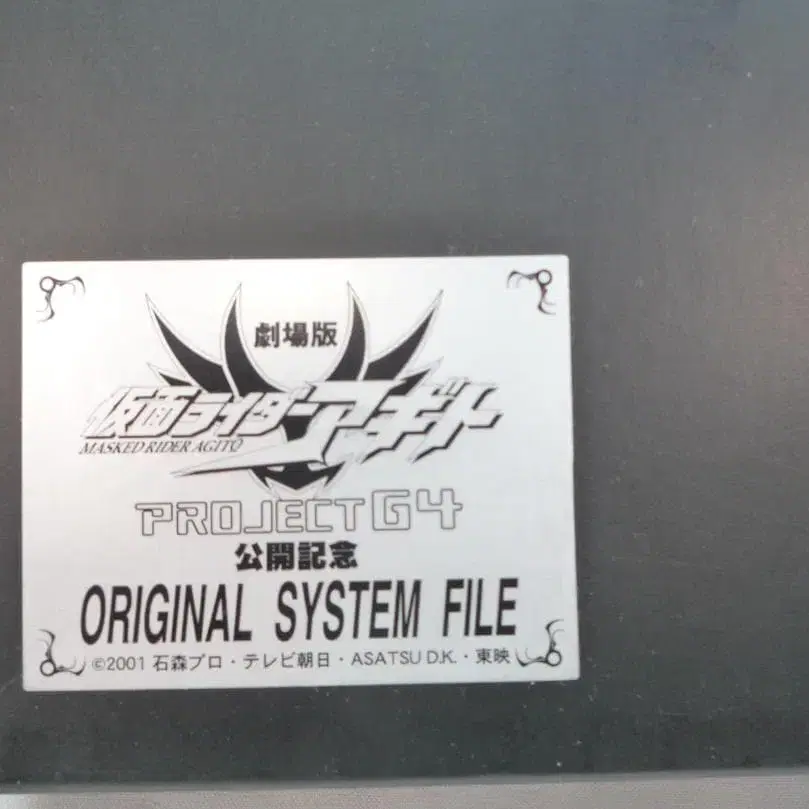 劇場版
仮面ライダーアギト
MASKED RIDER AGITΩ
PROJECT G4
公開記念
ORIGINAL SYSTEM FILE
©2001 石森プロ・テレビ朝日・ASATSU D.K.・東映